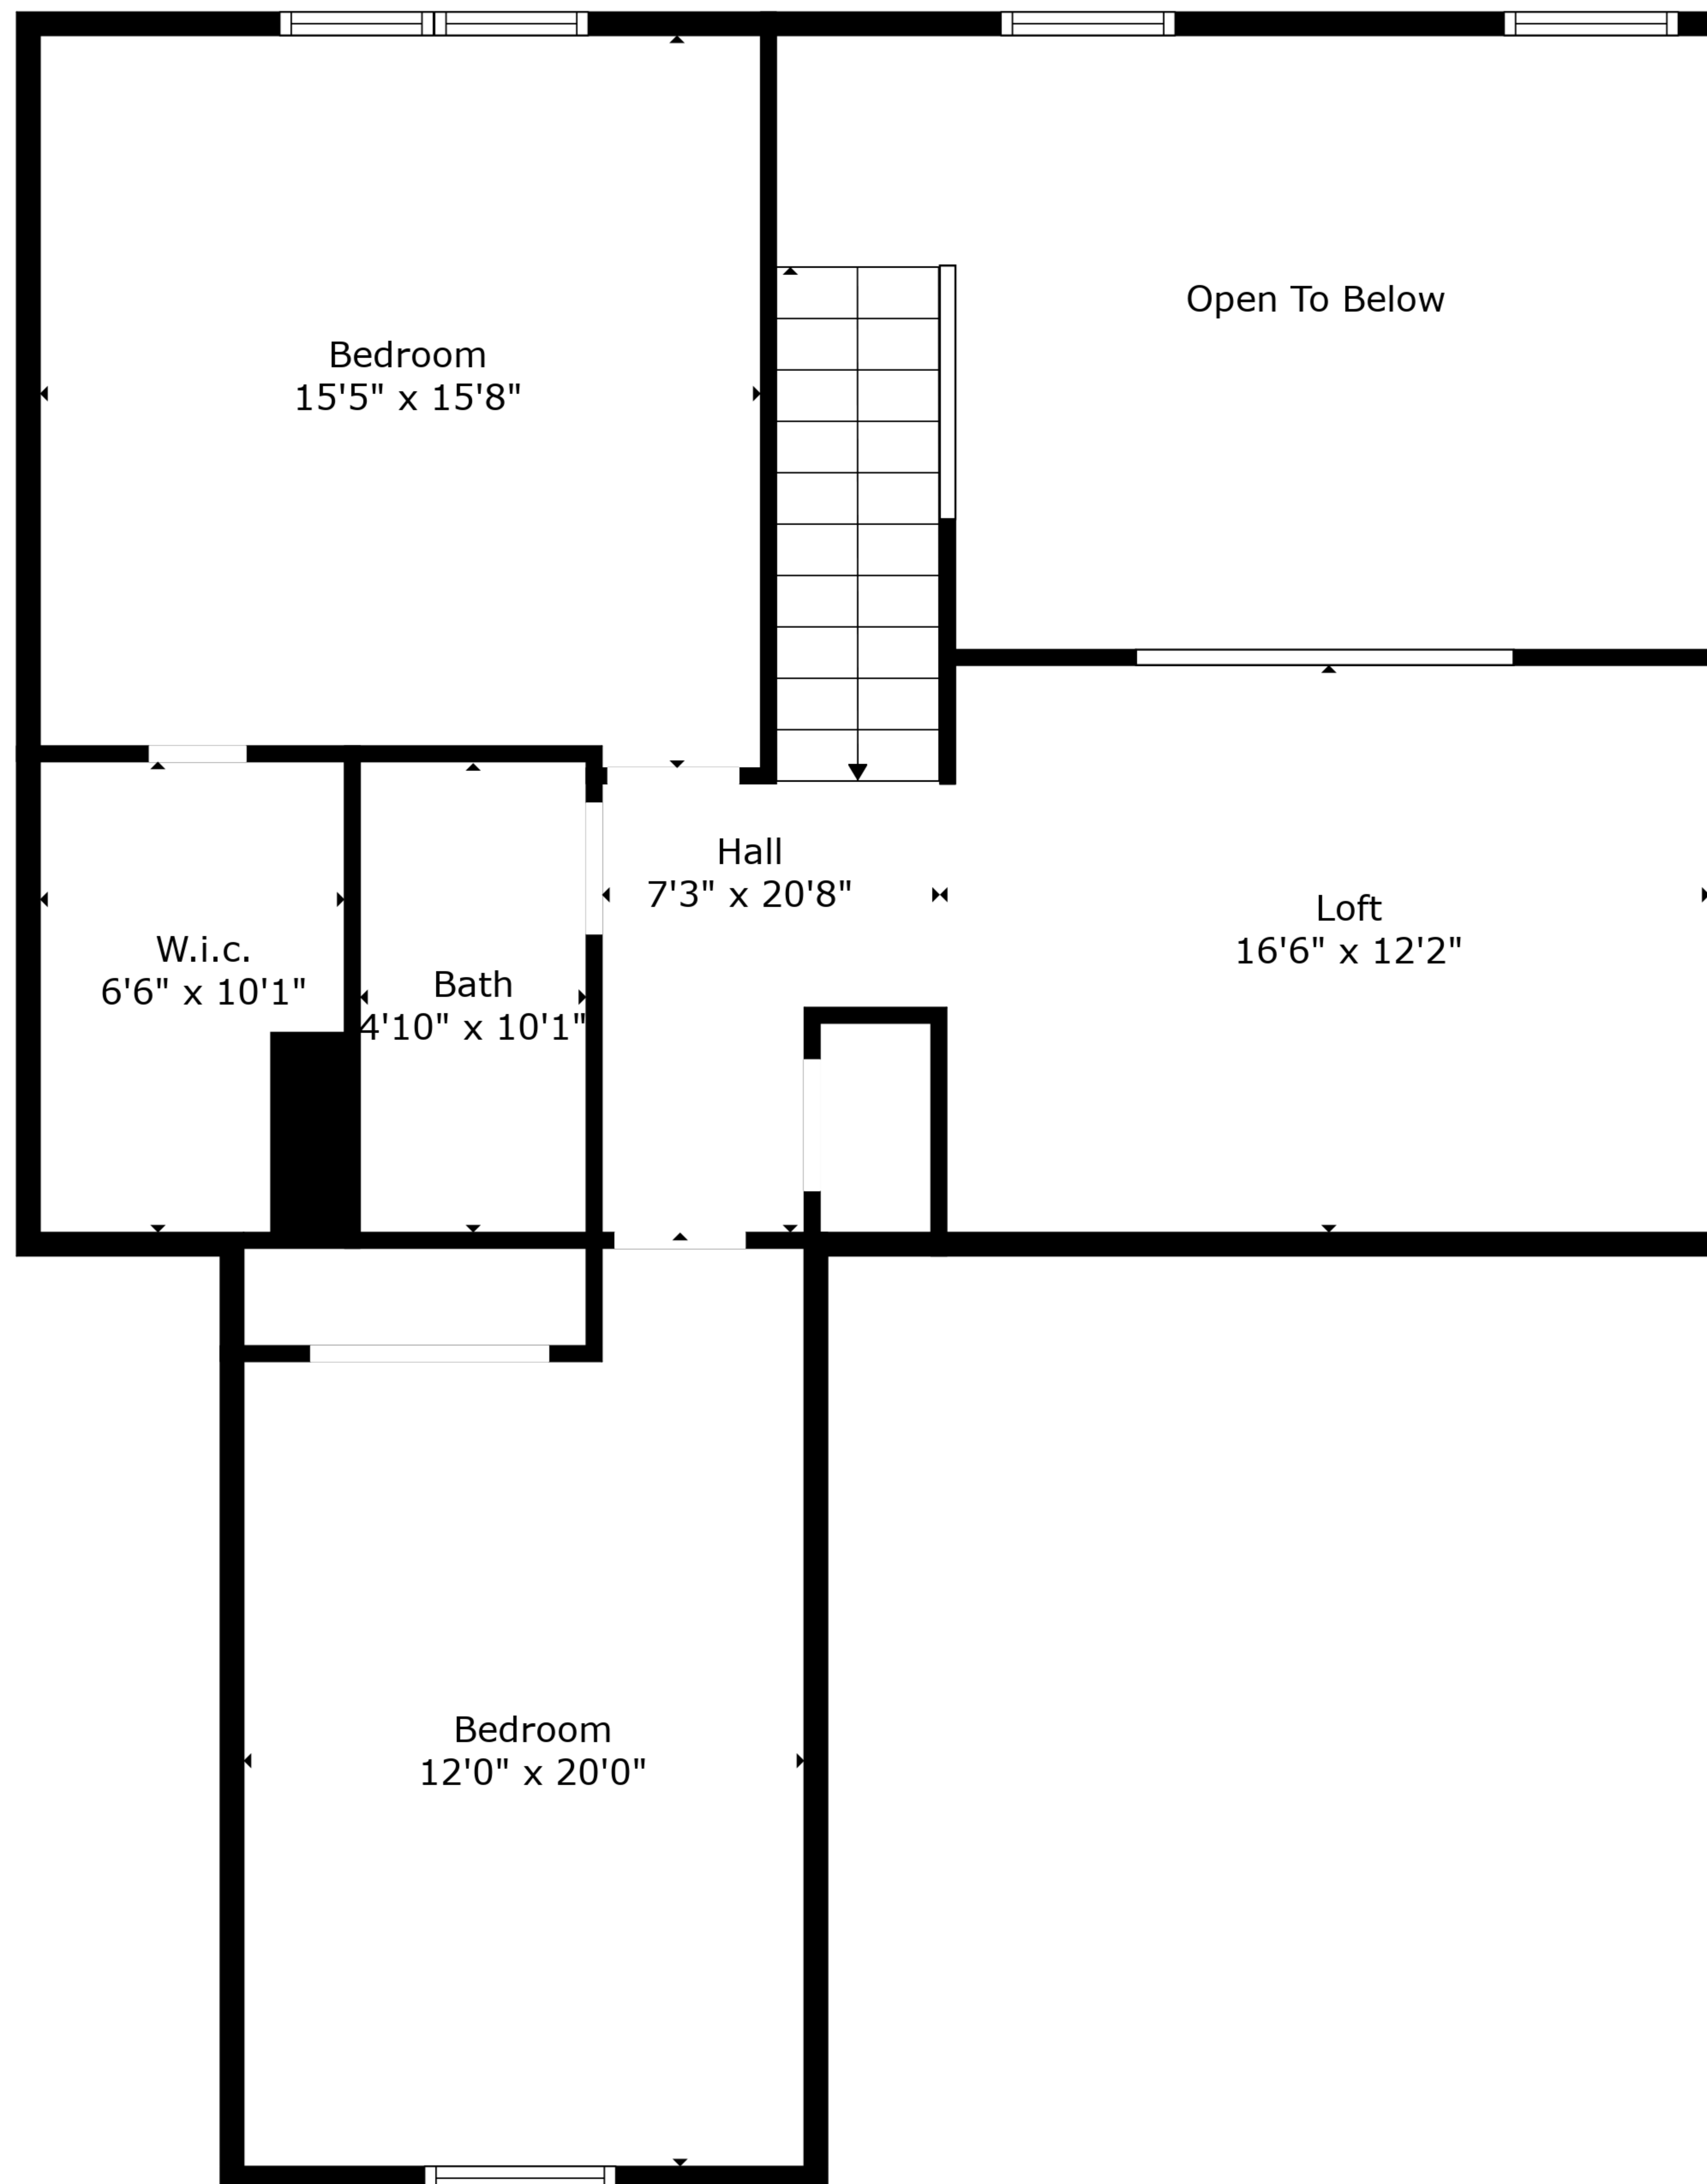 Open To Below
Bedroom
15'5" x 15'8"
Hall
7'3" x 20'8"
Loft
16'6" x 12'2"
W.i.c.
6'6" x 10'1"
Bath
4'10" x 10'1"
Bedroom
12'0" x 20'0"